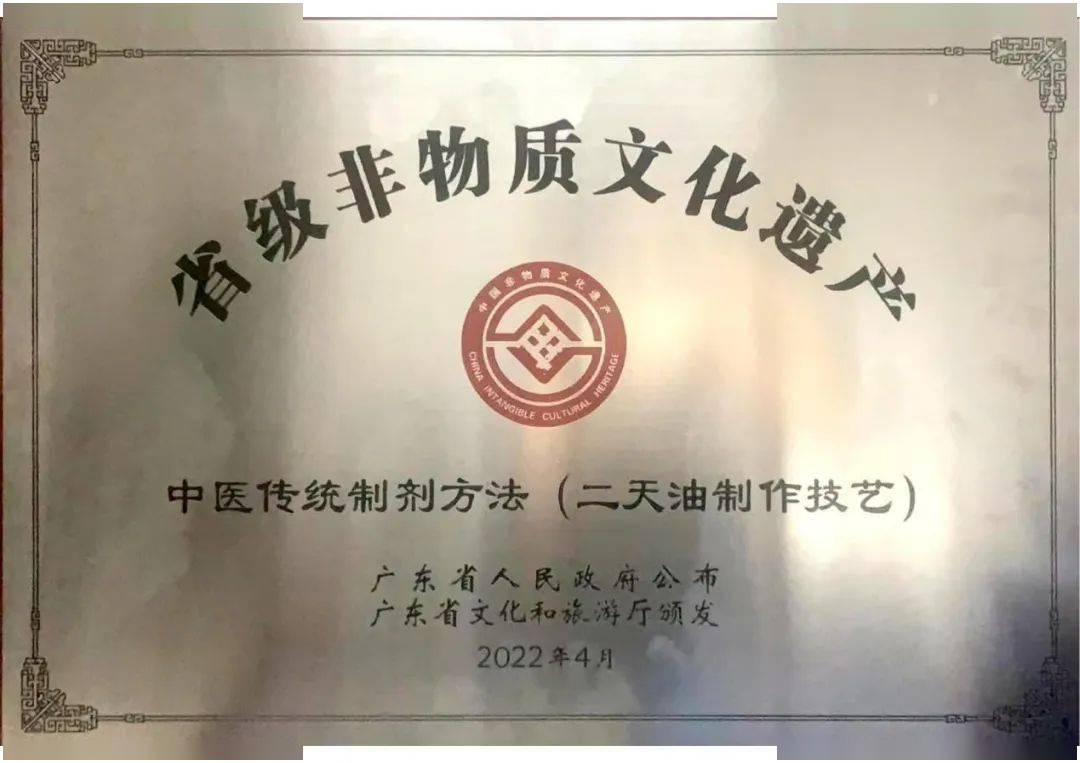 省级非物质文化遗产
中国非物质文化遗产
CHINA INTANGIBLE CULTURAL HERITAGE
中医传统制剂方法（二天油制作技艺）
广东省人民政府公布
广东省文化和旅游厅颁发
2022年4月